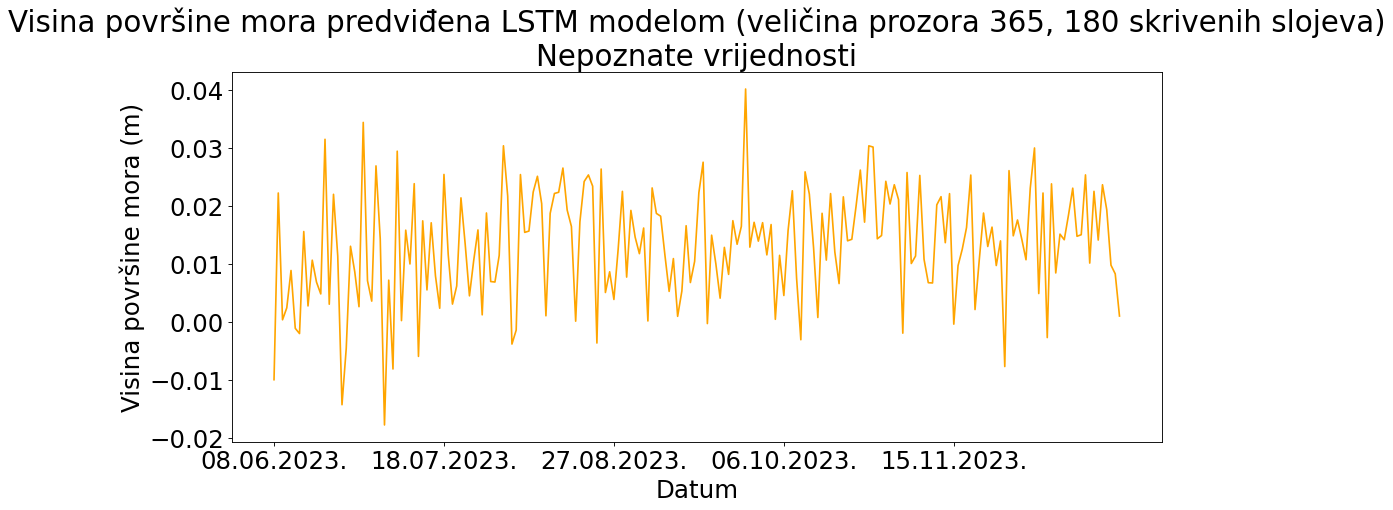 Visina površine mora predviđena LSTM modelom (veličina prozora 365, 180 skrivenih slojeva)
Nepoznate vrijednosti
Visina površine mora (m)
0.04
0.03
0.02
0.01
0.00
−0.01
−0.02
08.06.2023. 18.07.2023. 27.08.2023. 06.10.2023. 15.11.2023.
Datum